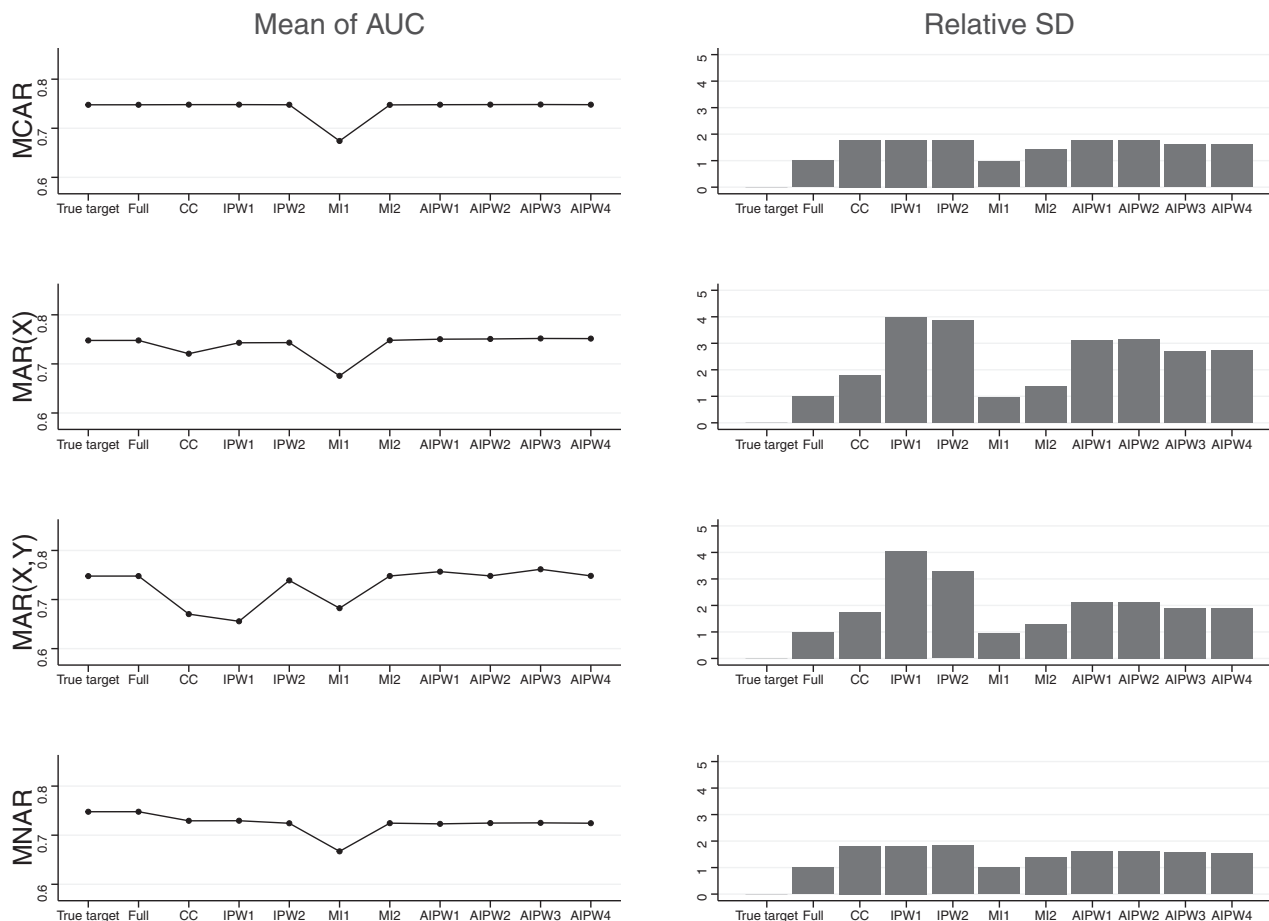 Mean of AUC
Relative SD
MCAR
0.8
0.7
0.6
True target Full CC IPW1 IPW2 MI1 MI2 AIPW1 AIPW2 AIPW3 AIPW4
5
4
3
2
1
0
True target Full CC IPW1 IPW2 MI1 MI2 AIPW1 AIPW2 AIPW3 AIPW4
MAR(X)
0.8
0.7
0.6
True target Full CC IPW1 IPW2 MI1 MI2 AIPW1 AIPW2 AIPW3 AIPW4
5
4
3
2
1
0
True target Full CC IPW1 IPW2 MI1 MI2 AIPW1 AIPW2 AIPW3 AIPW4
MAR(X,Y)
0.8
0.7
0.6
True target Full CC IPW1 IPW2 MI1 MI2 AIPW1 AIPW2 AIPW3 AIPW4
5
4
3
2
1
0
True target Full CC IPW1 IPW2 MI1 MI2 AIPW1 AIPW2 AIPW3 AIPW4
MNAR
0.8
0.7
0.6
True target Full CC IPW1 IPW2 MI1 MI2 AIPW1 AIPW2 AIPW3 AIPW4
5
4
3
2
1
0
True target Full CC IPW1 IPW2 MI1 MI2 AIPW1 AIPW2 AIPW3 AIPW4